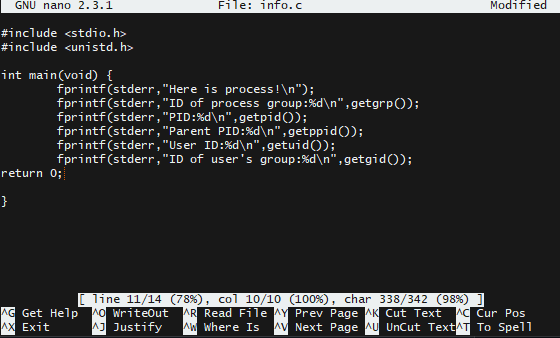 GNU nano 2.3.1 File: info.c Modified
#include <stdio.h>
#include <unistd.h>
int main(void) {
fprintf(stderr,"Here is process!\n");
fprintf(stderr,"ID of process group:%d\n",getgrp());
fprintf(stderr,"PID:%d\n",getpid());
fprintf(stderr,"Parent PID:%d\n",getppid());
fprintf(stderr,"User ID:%d\n",getuid());
fprintf(stderr,"ID of user's group:%d\n",getgid());
return 0;
}
[ line 11/14 (78%), col 10/10 (100%), char 338/342 (98%) ]
^G Get Help ^O WriteOut ^R Read File ^Y Prev Page ^K Cut Text ^C Cur Pos
^X Exit ^J Justify ^W Where Is ^V Next Page ^U UnCut Text ^T To Spell